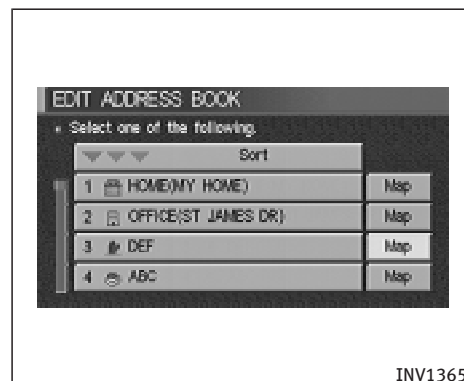 EDIT ADDRESS BOOK
Select one of the following.
Sort
1 HOME(MY HOME) Map
2 OFFICE(ST JAMES DR) Map
3 DEF Map
4 ABC Map
INV1365